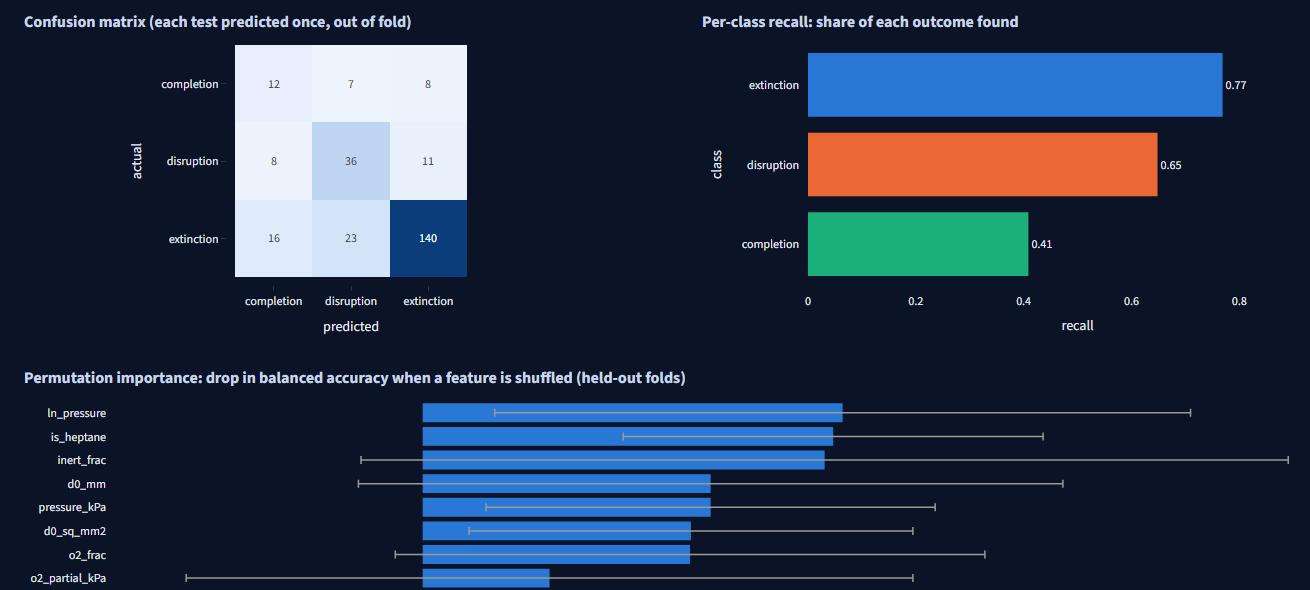 Confusion matrix (each test predicted once, out of fold)
completion
12
7
8
disruption
8
36
11
extinction
16
23
140
actual
completion
disruption
extinction
predicted
Per-class recall: share of each outcome found
extinction
0.77
disruption
0.65
completion
0.41
class
0
0.2
0.4
0.6
0.8
recall
Permutation importance: drop in balanced accuracy when a feature is shuffled (held-out folds)
ln_pressure
is_heptane
inert_frac
d0_mm
pressure_kPa
d0_sq_mm2
o2_frac
o2_partial_kPa